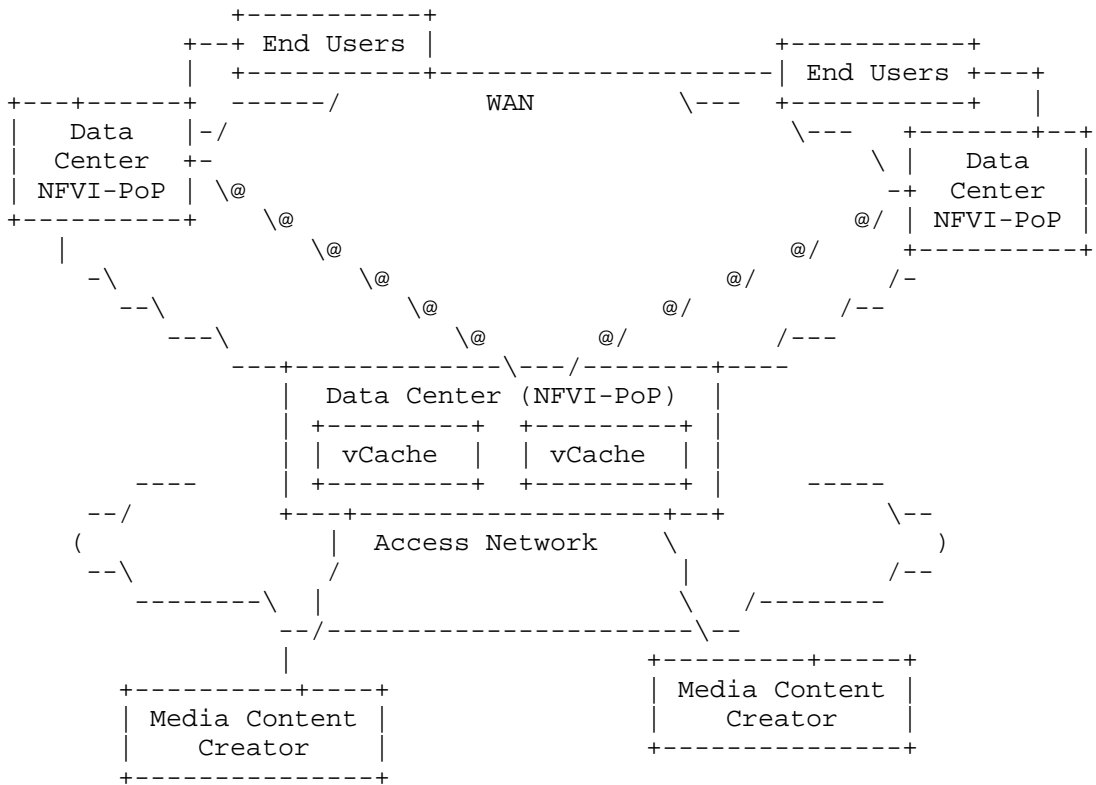 End Users
End Users
WAN
Data
Center
NFVI-PoP
Data
Center
NFVI-PoP
Data Center (NFVI-PoP)
vCache
vCache
Access Network
Media Content
Creator
Media Content
Creator